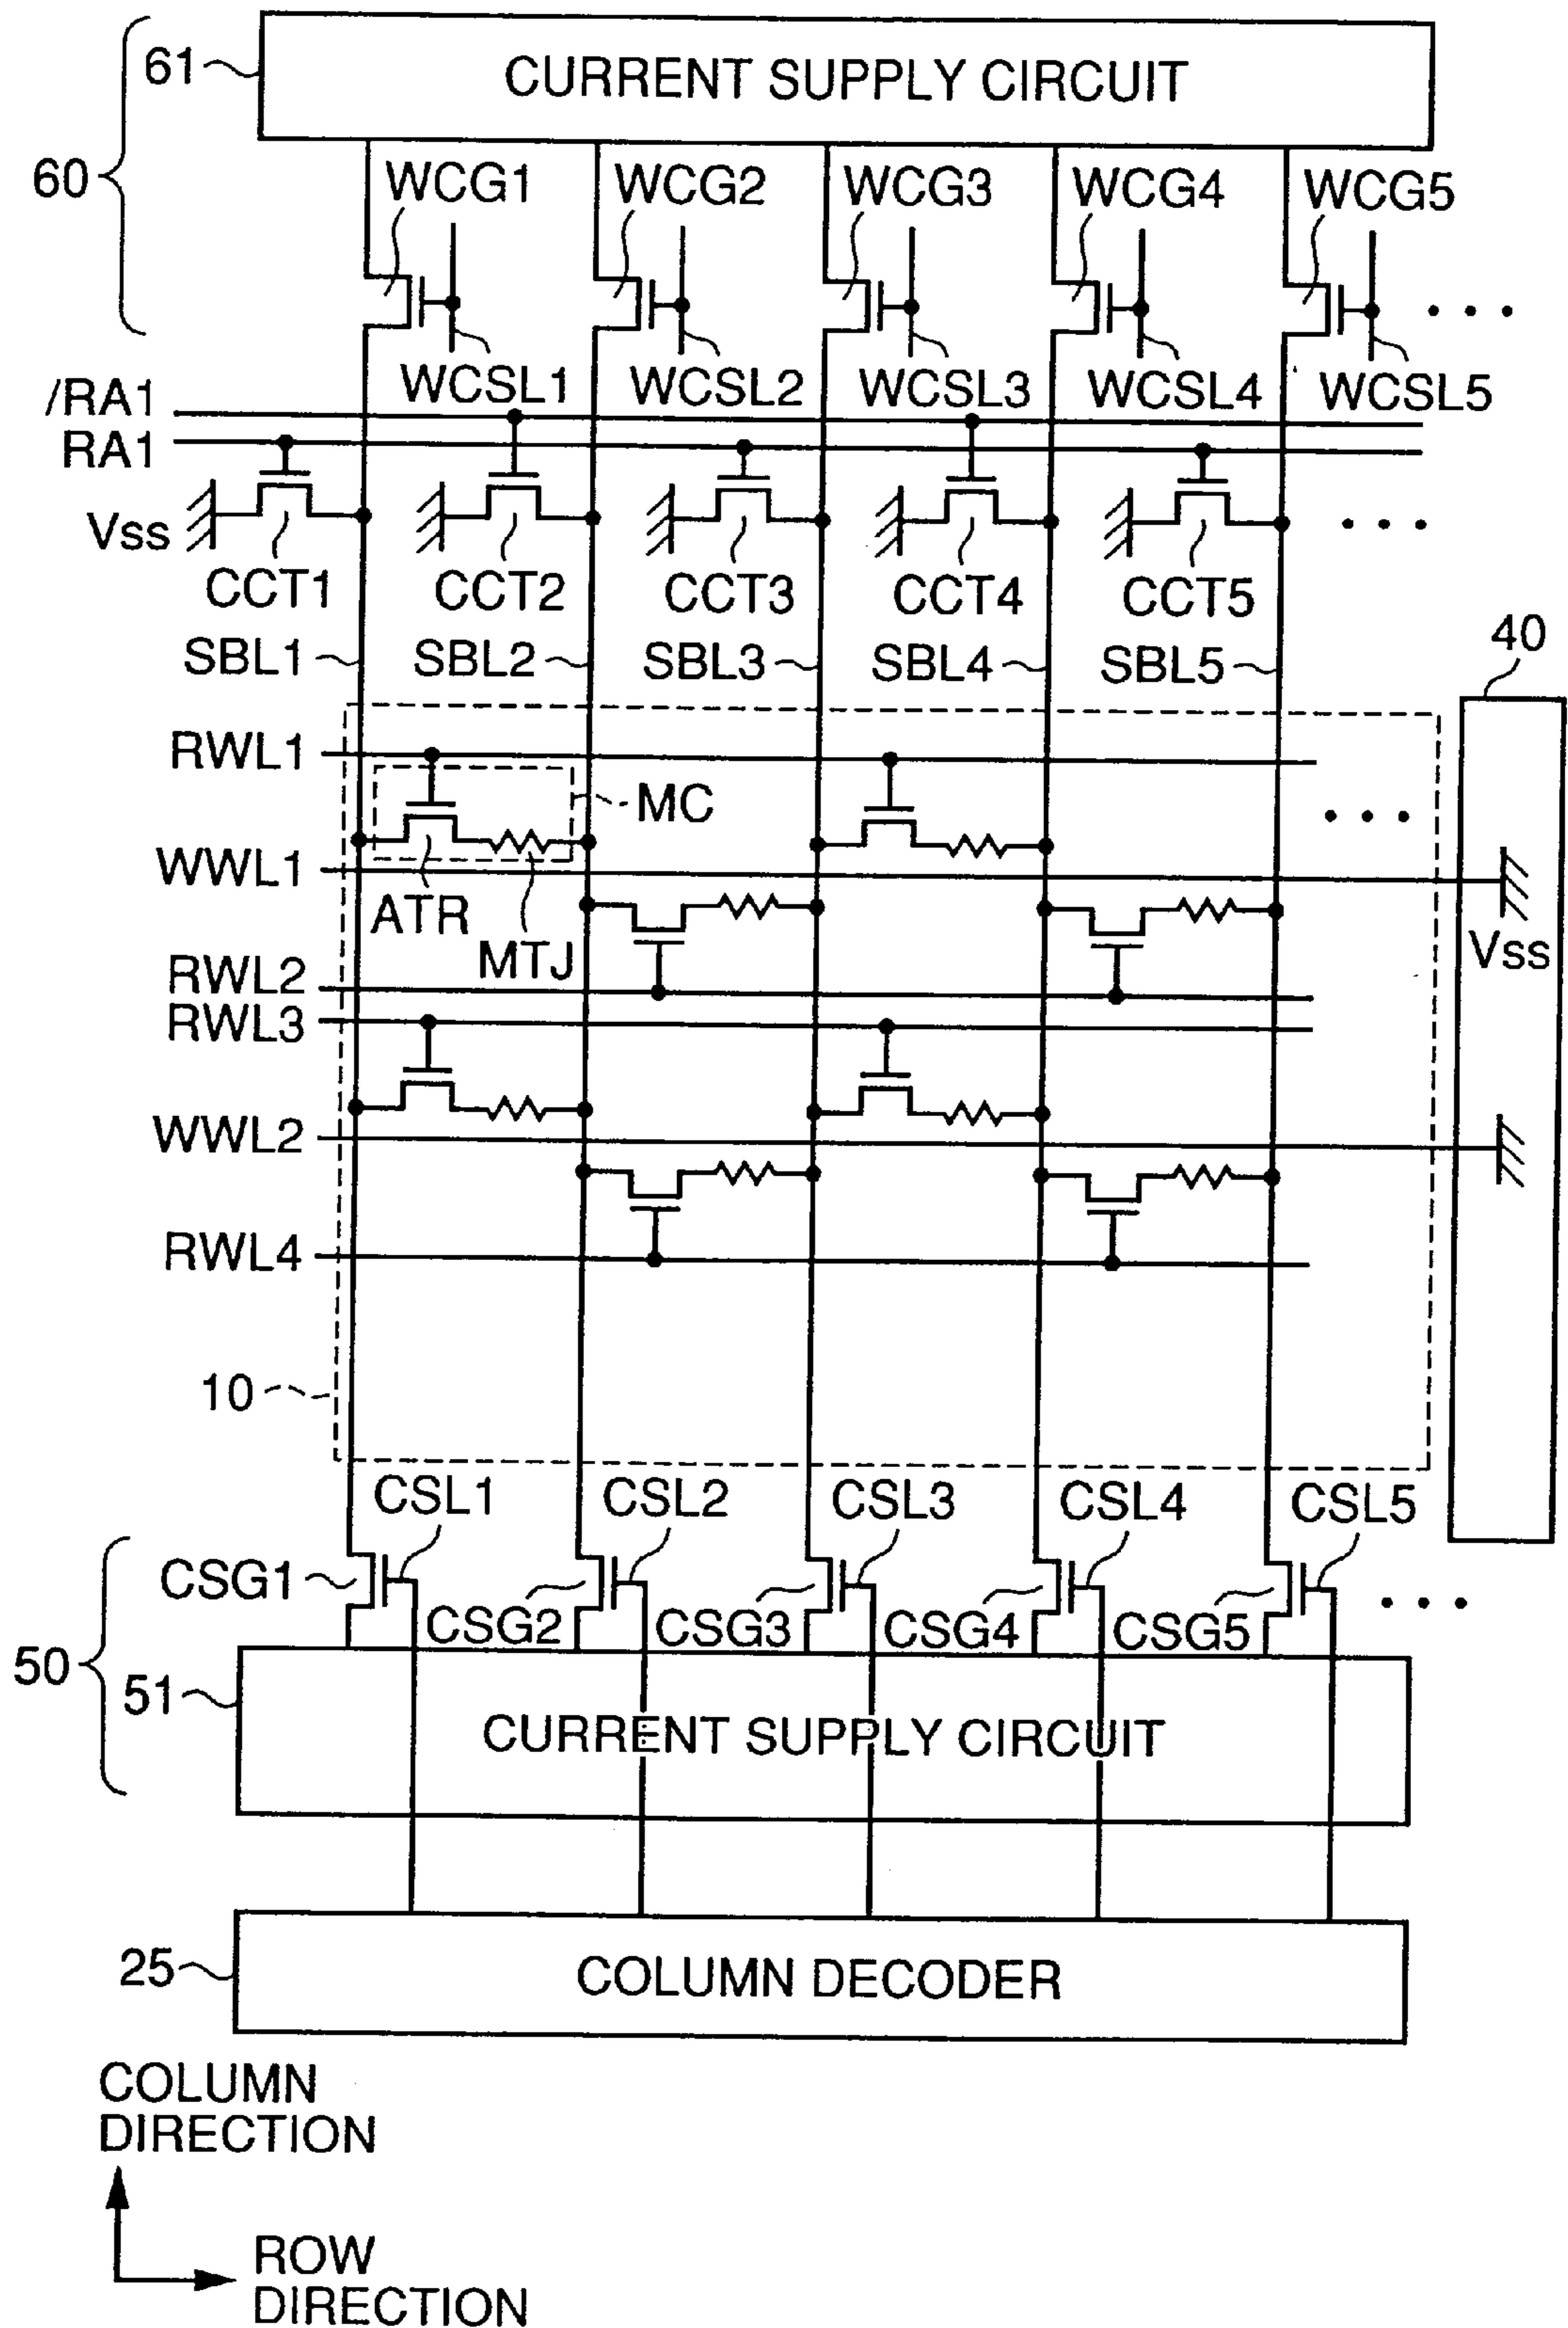 61
CURRENT SUPPLY CIRCUIT
60
WCG1 WCG2 WCG3 WCG4 WCG5
WCSL1 WCSL2 WCSL3 WCSL4 WCSL5
/RA1
RA1
Vss
CCT1 CCT2 CCT3 CCT4 CCT5
SBL1 SBL2 SBL3 SBL4 SBL5
40
RWL1
MC
WWL1
ATR
MTJ
Vss
RWL2
RWL3
WWL2
RWL4
10
CSL1 CSL2 CSL3 CSL4 CSL5
CSG1 CSG2 CSG3 CSG4 CSG5
50
51
CURRENT SUPPLY CIRCUIT
25
COLUMN DECODER
COLUMN
DIRECTION
ROW
DIRECTION